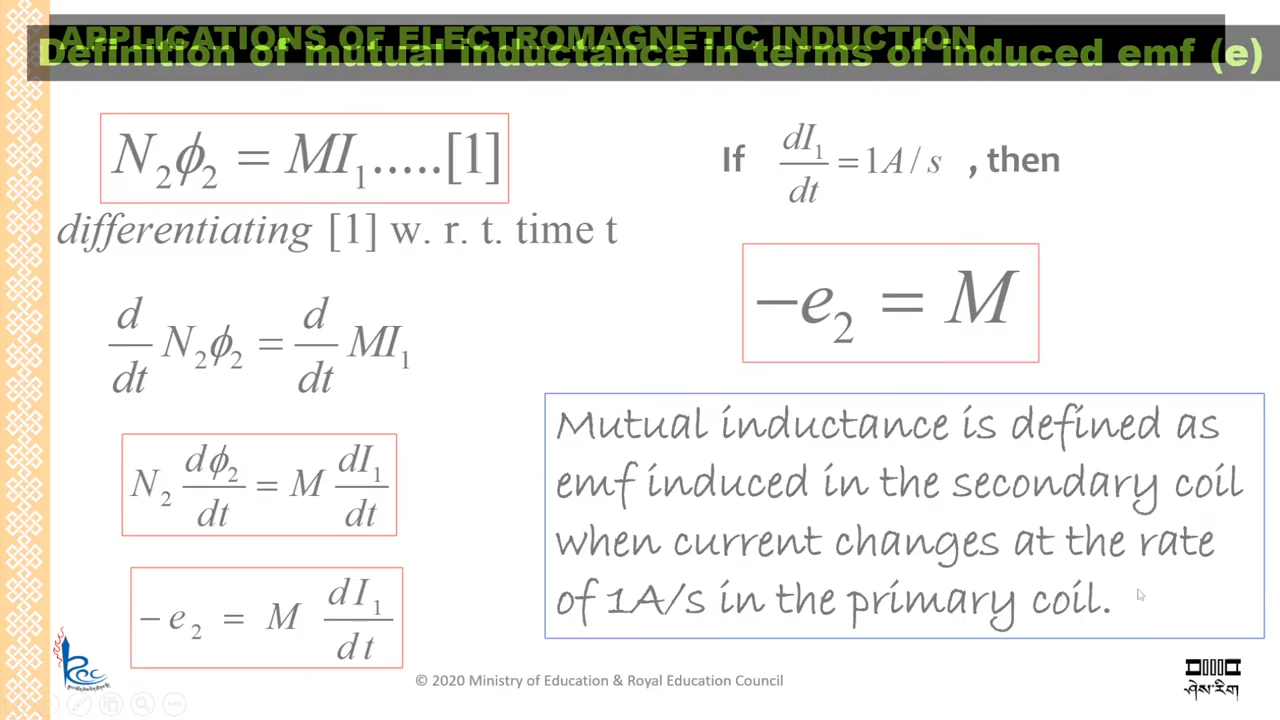 APPLICATIONS OF ELECTROMAGNETIC INDUCTION
Definition of mutual inductance in terms of induced emf (e)
N₂ϕ₂ = MI₁.....[1]
differentiating [1] w. r. t. time t
d/dt N₂ϕ₂ = d/dt MI₁
N₂ dϕ₂/dt = M dI₁/dt
−e₂ = M dI₁/dt
If dI₁/dt = 1A/s , then
−e₂ = M
Mutual inductance is defined as
emf induced in the secondary coil
when current changes at the rate
of 1A/s in the primary coil.
© 2020 Ministry of Education & Royal Education Council
ཤེས་རིག